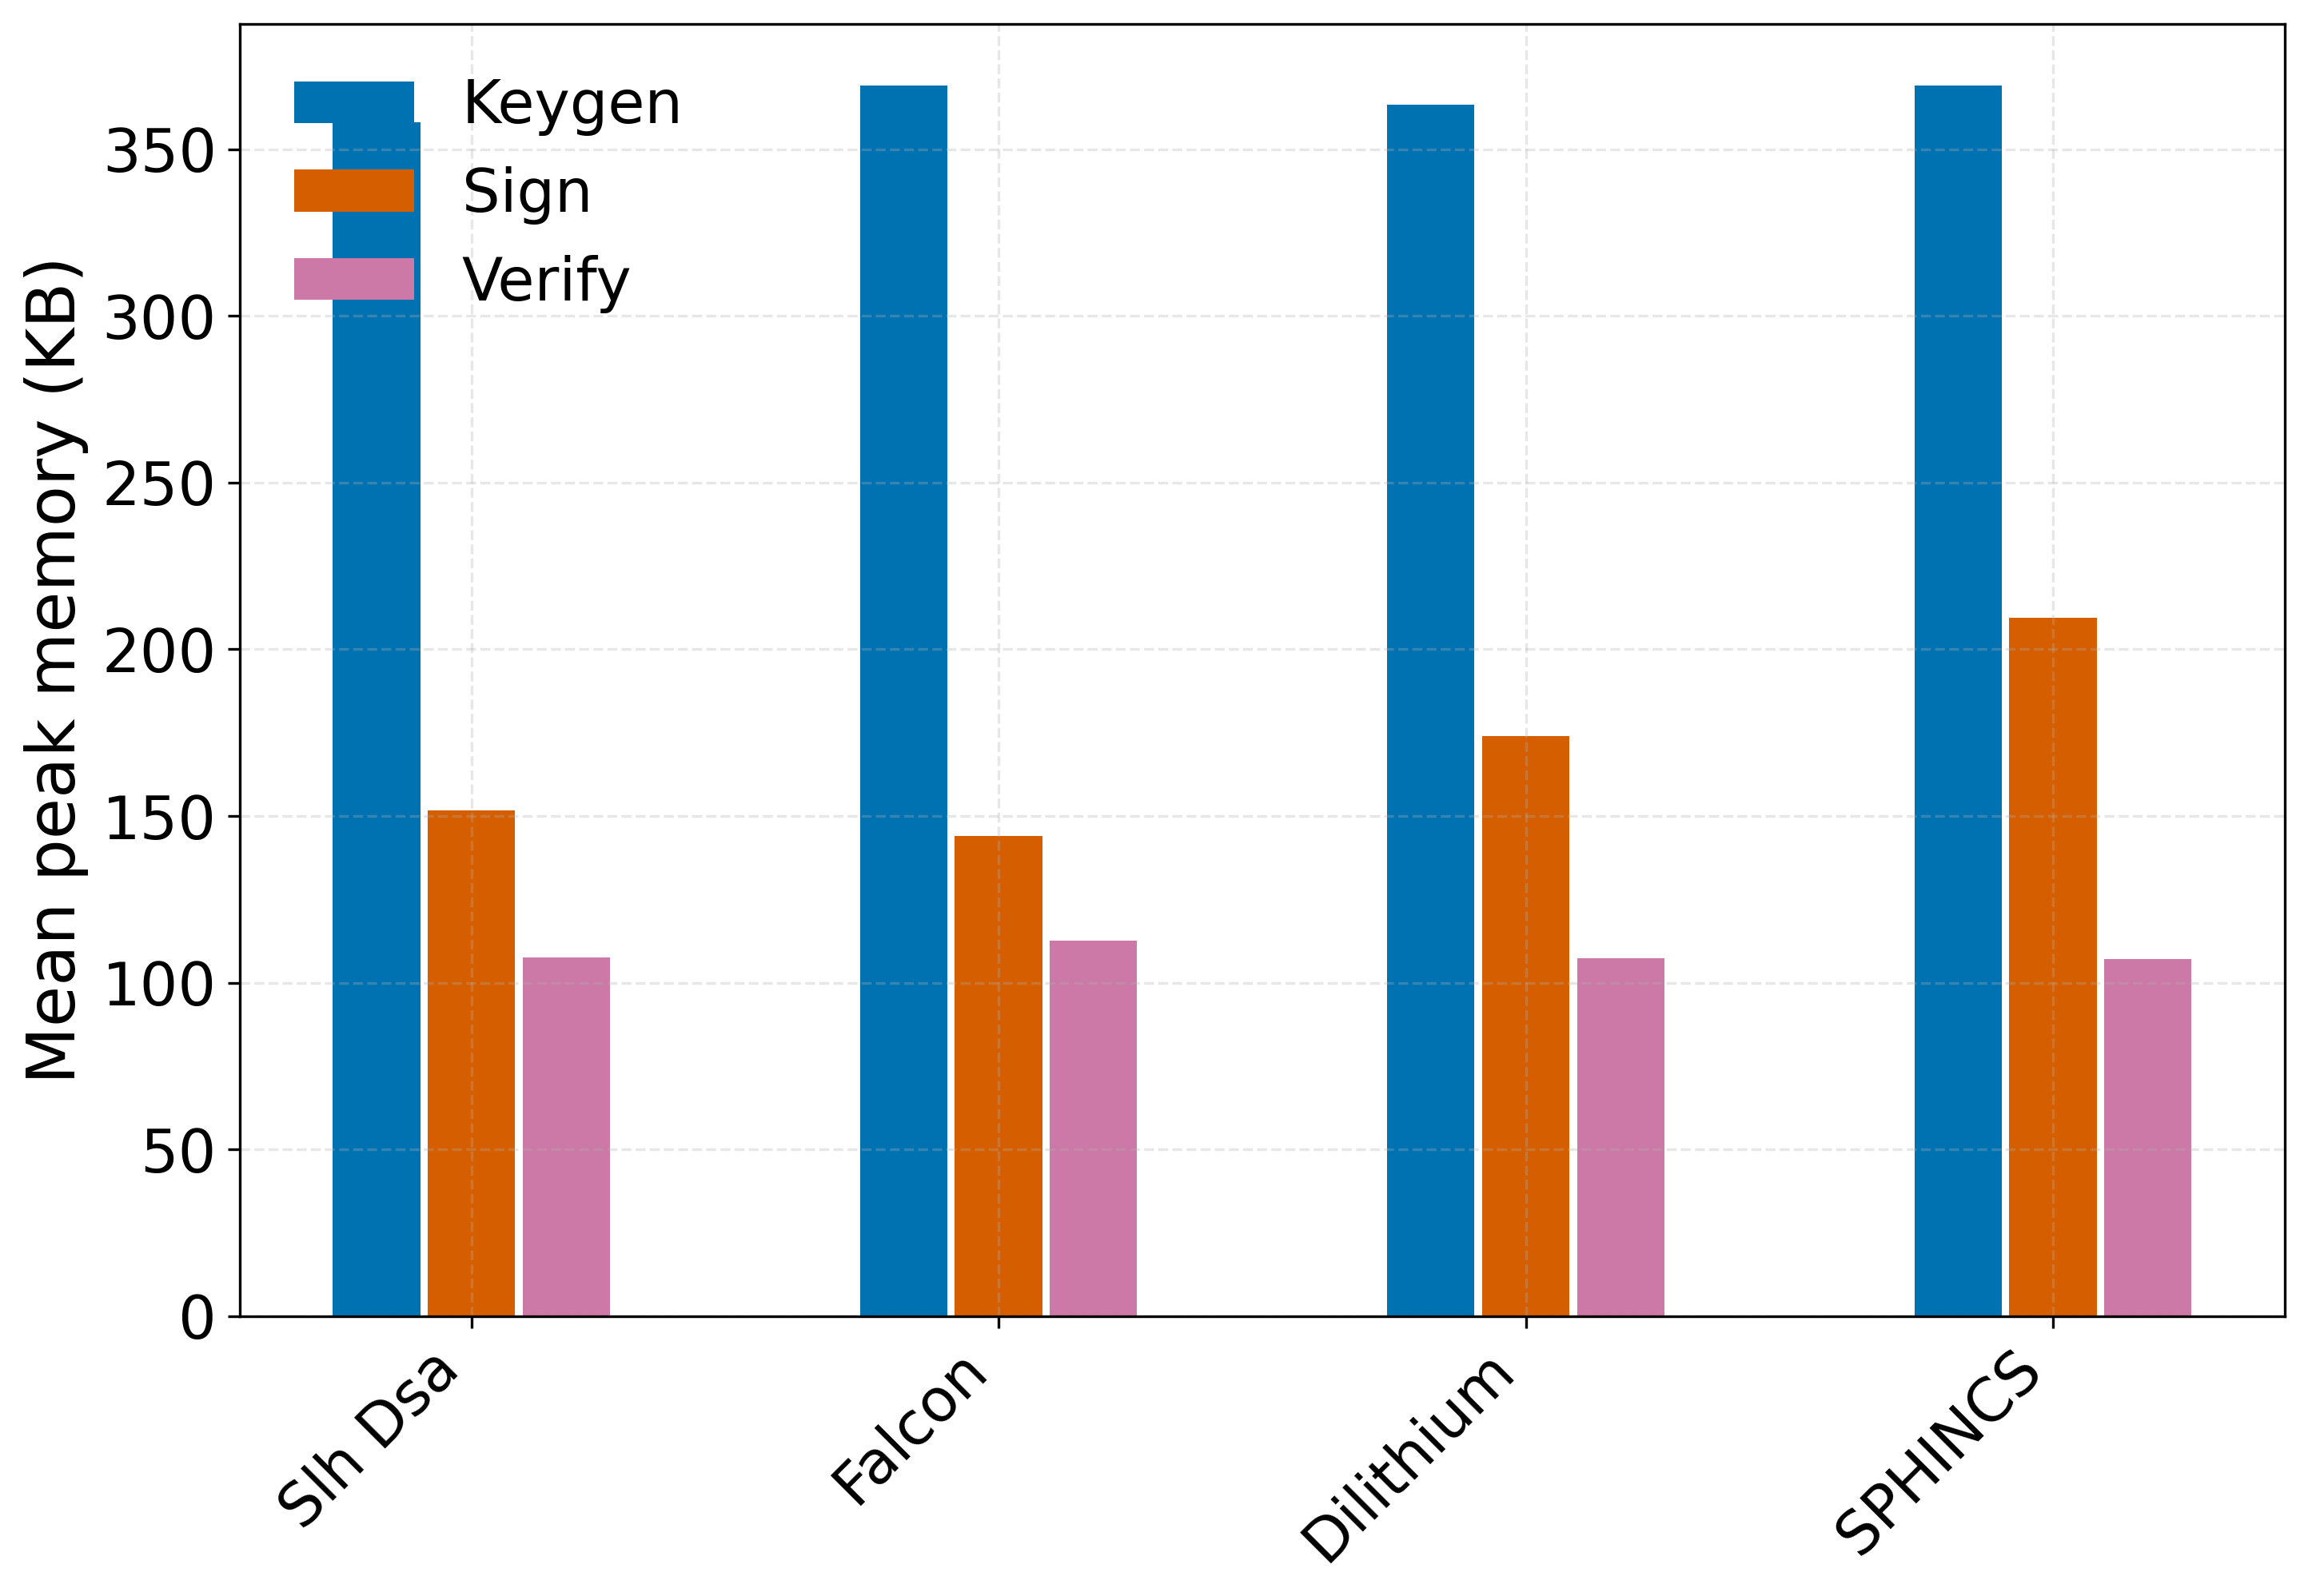 Mean peak memory (KB)
350
300
250
200
150
100
50
0
Keygen
Sign
Verify
Slh Dsa
Falcon
Dilithium
SPHINCS